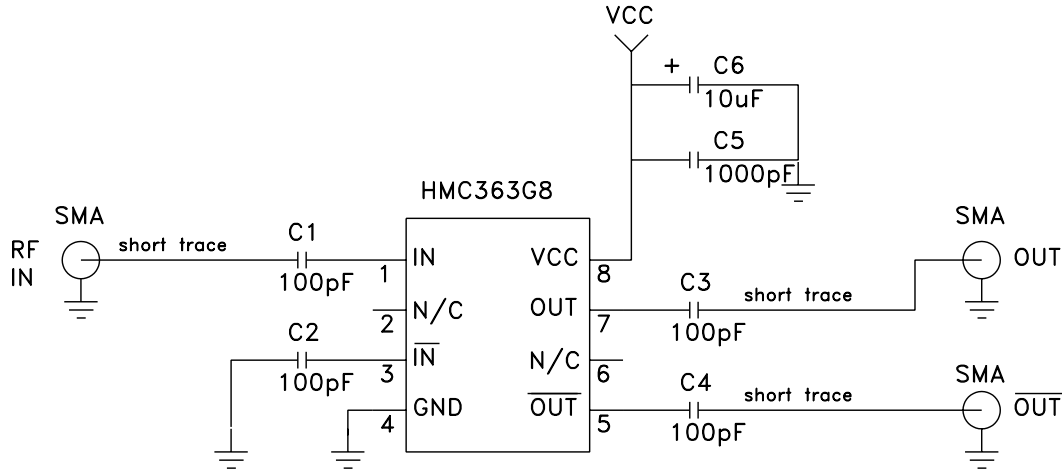 VCC
+ C6
10uF
C5
1000pF
HMC363G8
SMA
RF
IN
short trace
C1
100pF
1
IN
2
N/C
C2
100pF
3
IN
4
GND
VCC
8
OUT
7
N/C
6
OUT
5
C3
100pF
short trace
SMA
OUT
C4
100pF
short trace
SMA
OUT